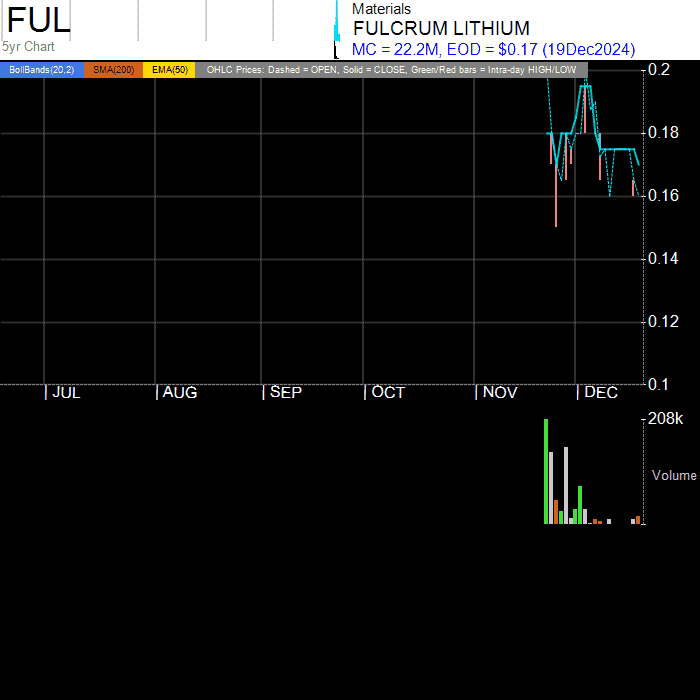 FUL
5yr Chart
Materials
FULCRUM LITHIUM
MC = 22.2M, EOD = $0.17 (19Dec2024)
BollBands(20,2) SMA(200) EMA(50) OHLC Prices: Dashed = OPEN, Solid = CLOSE, Green/Red bars = Intra-day HIGH/LOW
0.2
0.18
0.16
0.14
0.12
0.1
| JUL | AUG | SEP | OCT | NOV | DEC
208k
Volume